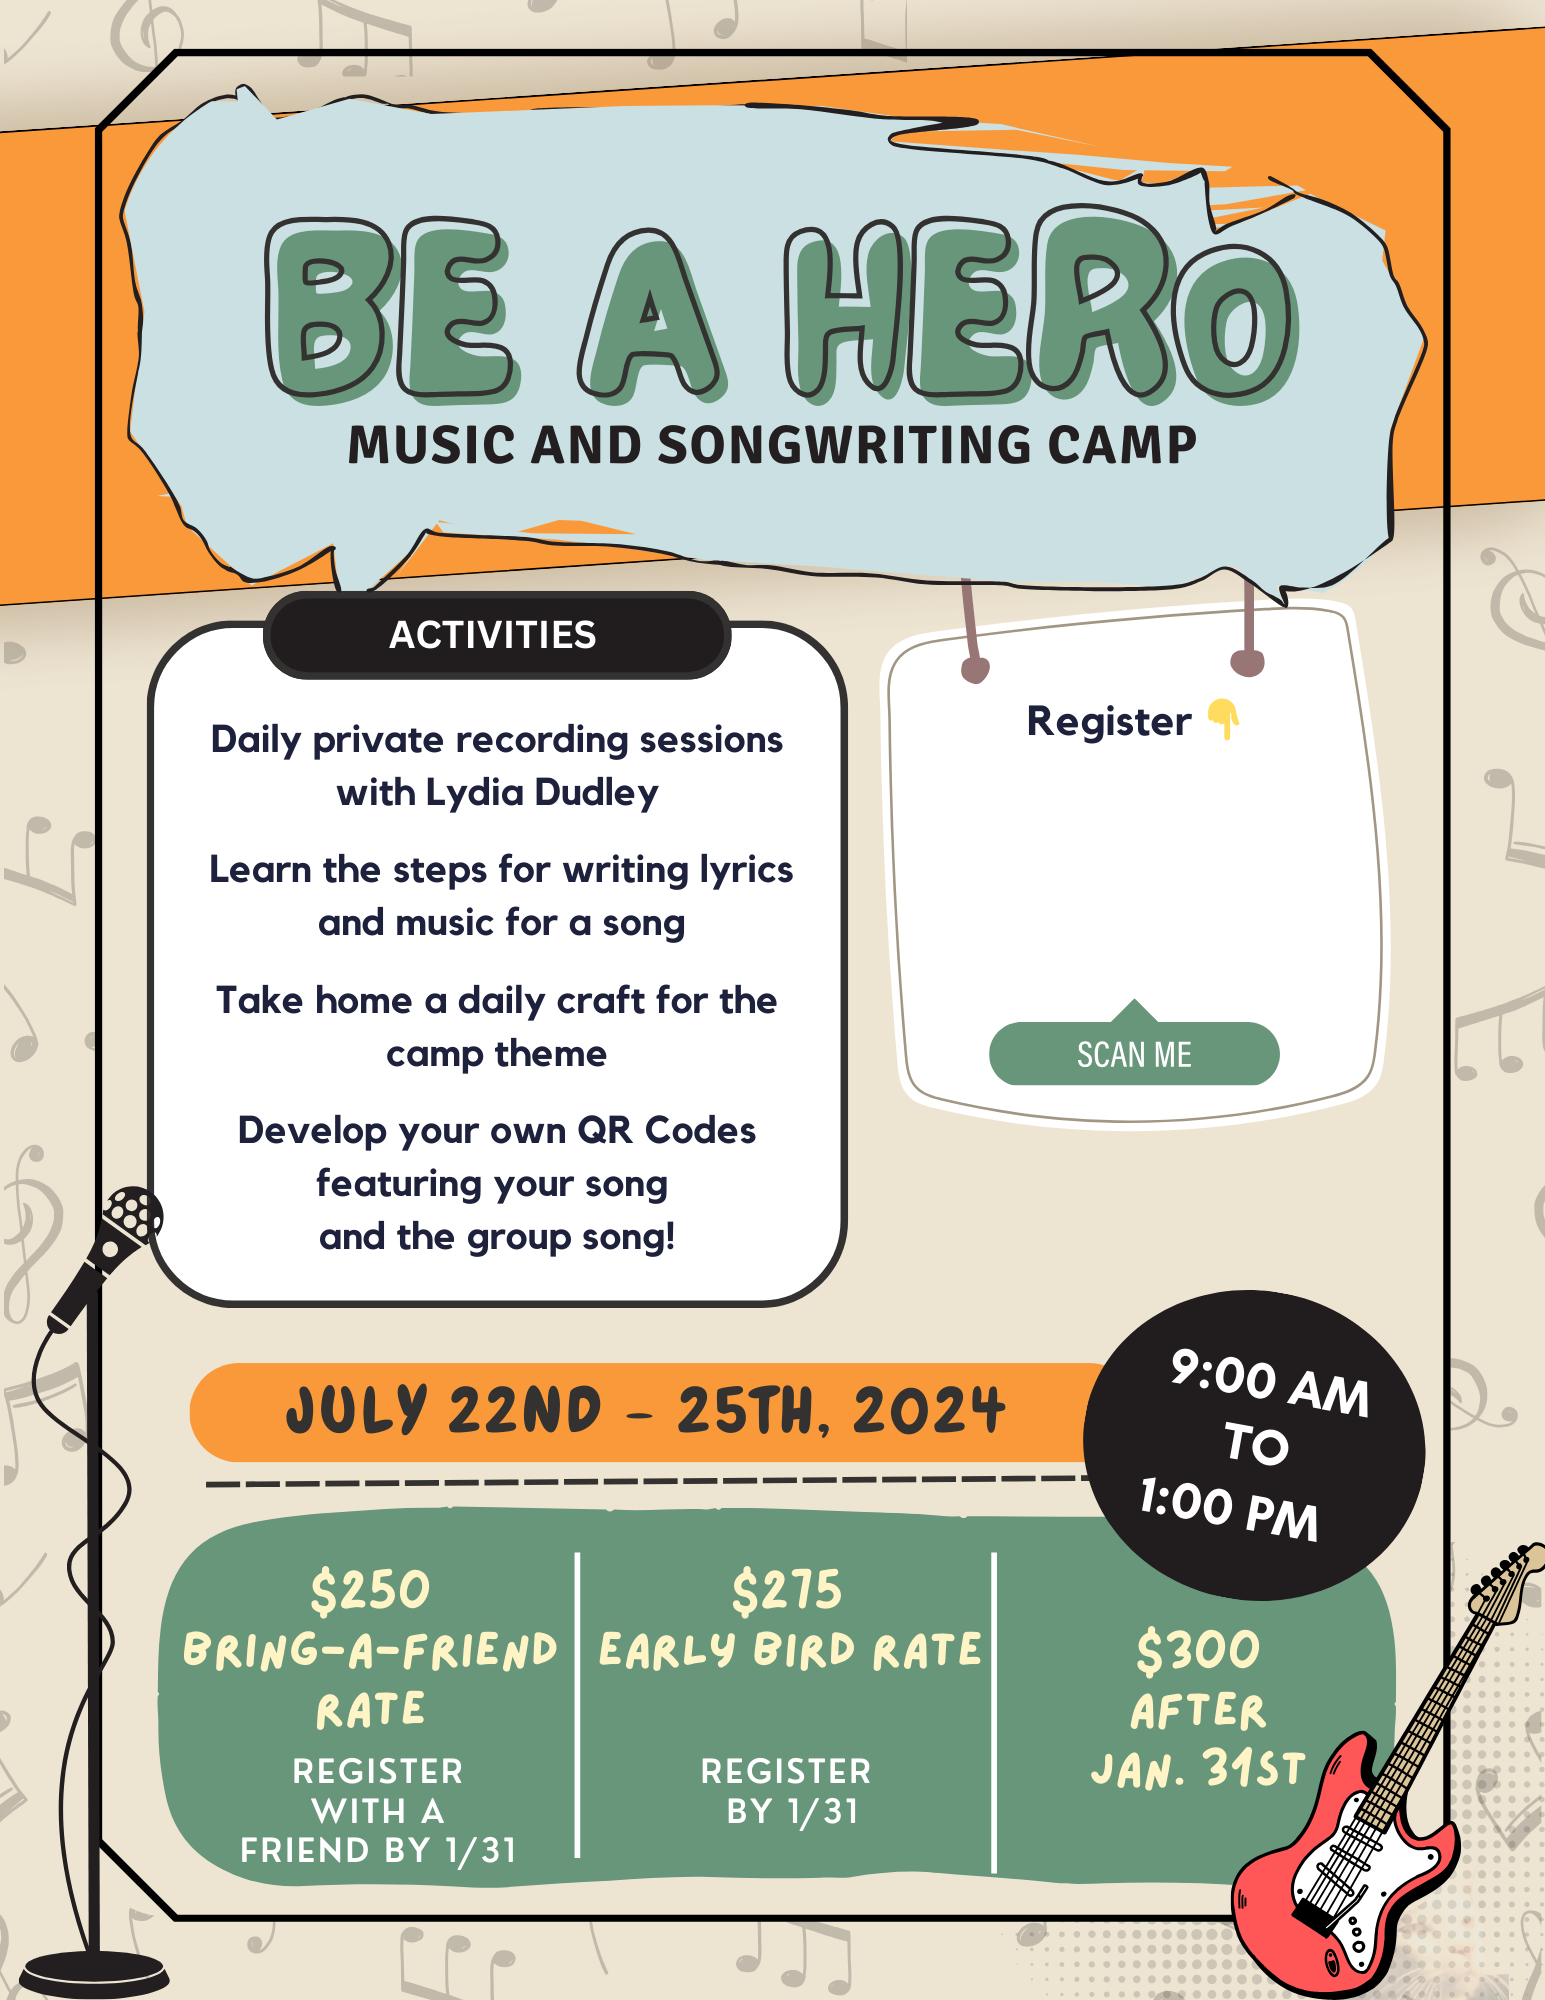 BE A HERO
MUSIC AND SONGWRITING CAMP
ACTIVITIES
Daily private recording sessions
with Lydia Dudley
Learn the steps for writing lyrics
and music for a song
Take home a daily craft for the
camp theme
Develop your own QR Codes
featuring your song
and the group song!
Register 👇
SCAN ME
JULY 22ND - 25TH, 2024
9:00 AM
TO
1:00 PM
$250
BRING-A-FRIEND
RATE
REGISTER
WITH A
FRIEND BY 1/31
$275
EARLY BIRD RATE
REGISTER
BY 1/31
$300
AFTER
JAN. 31ST